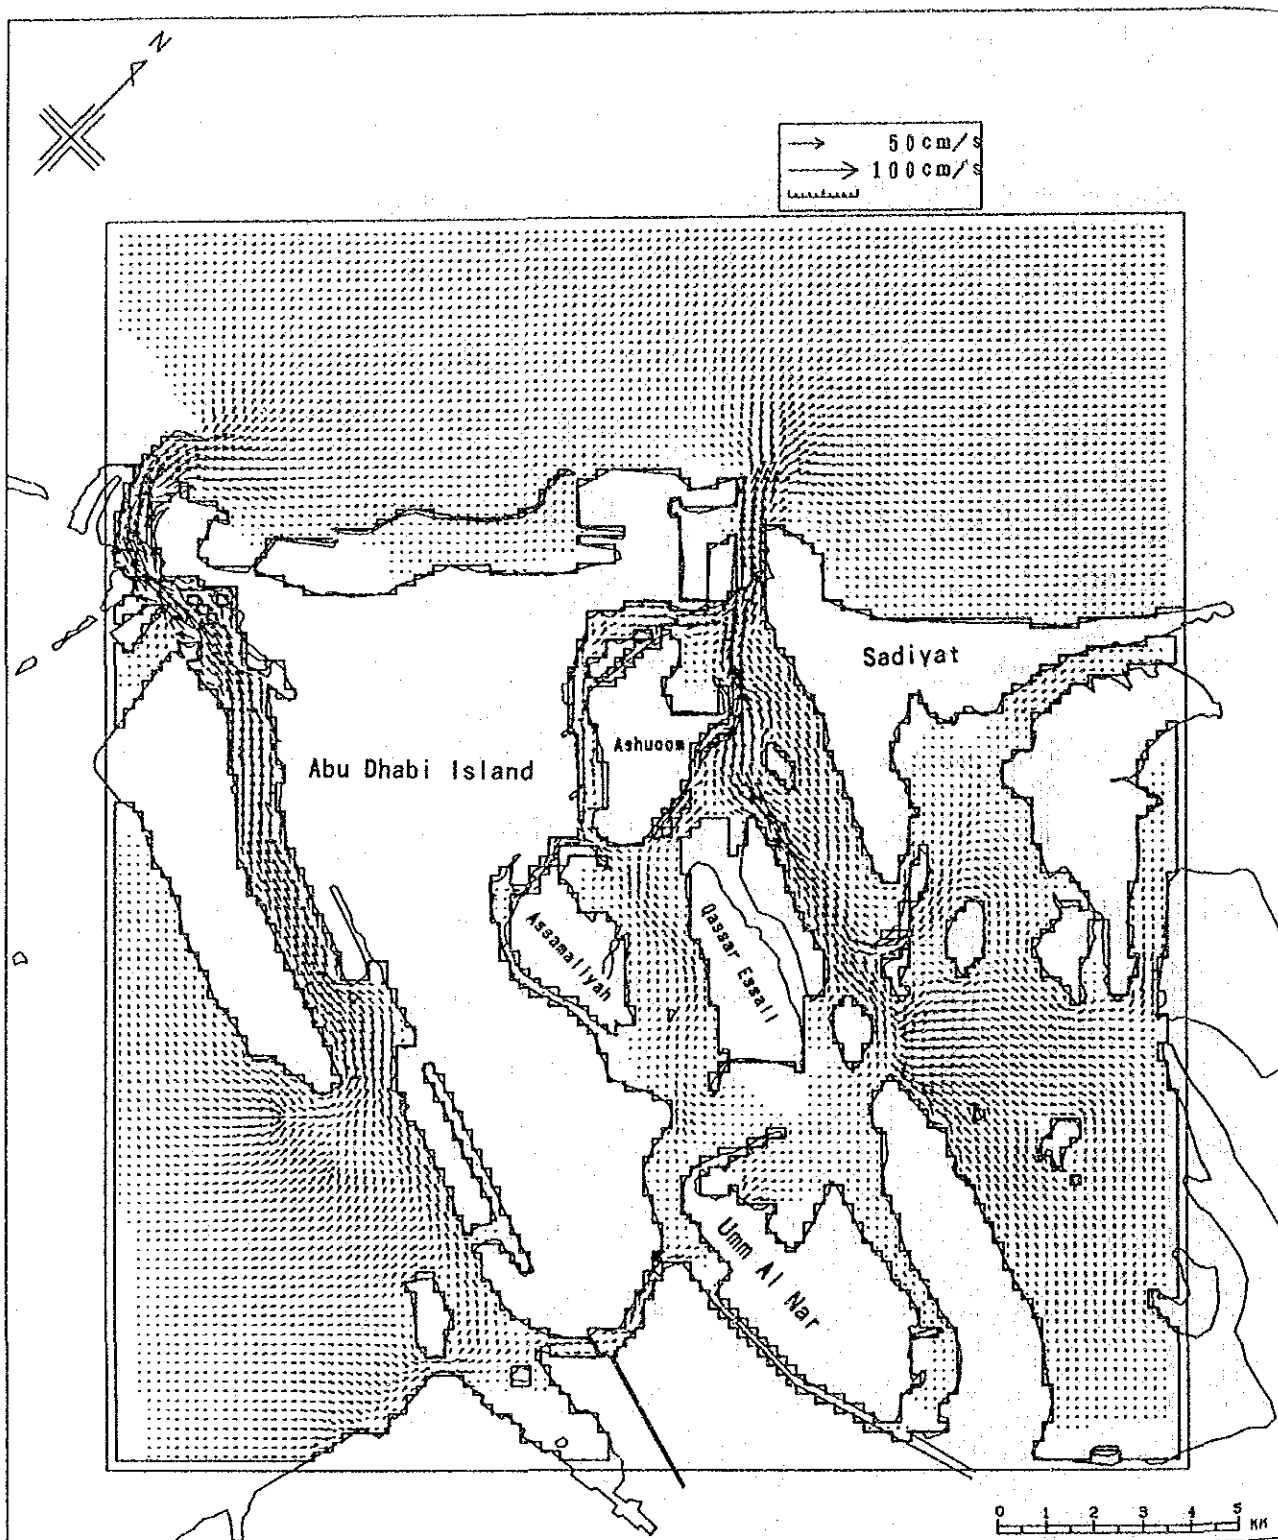 N
50cm/s
100cm/s
Sadiyat
Ashuoom
Abu Dhabi Island
Assamaliyah
Qassar Essali
Umm Al Nar
0 1 2 3 4 5
KM